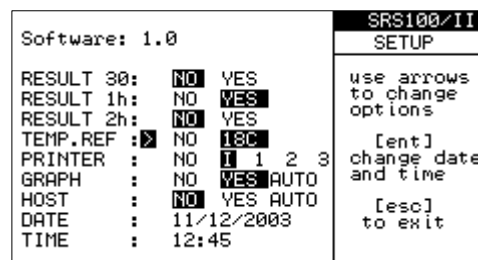 Software: 1.0
RESULT 30: NO YES
RESULT 1h: NO YES
RESULT 2h: NO YES
TEMP.REF :> NO 18C
PRINTER : NO I 1 2 3
GRAPH : NO YES AUTO
HOST : NO YES AUTO
DATE : 11/12/2003
TIME : 12:45
SRS100/II
SETUP
use arrows
to change
options
[ent]
change date
and time
[esc]
to exit